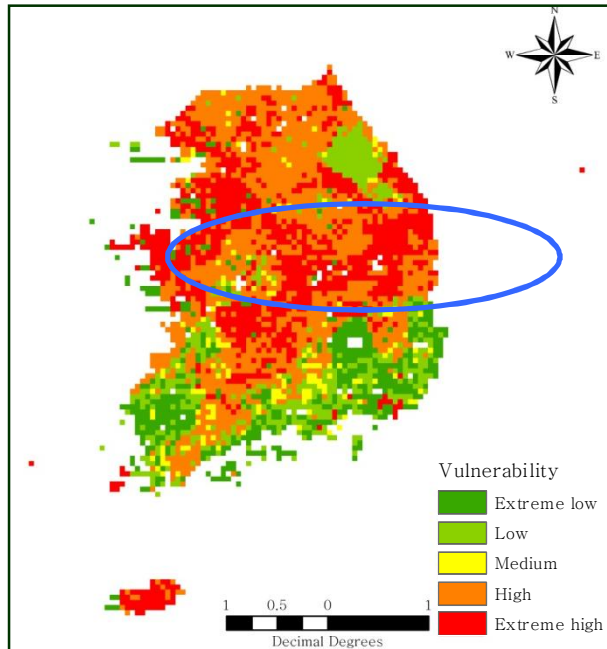 N
W E
S
Vulnerability
Extreme low
Low
Medium
High
Extreme high
1 0.5 0 1
Decimal Degrees